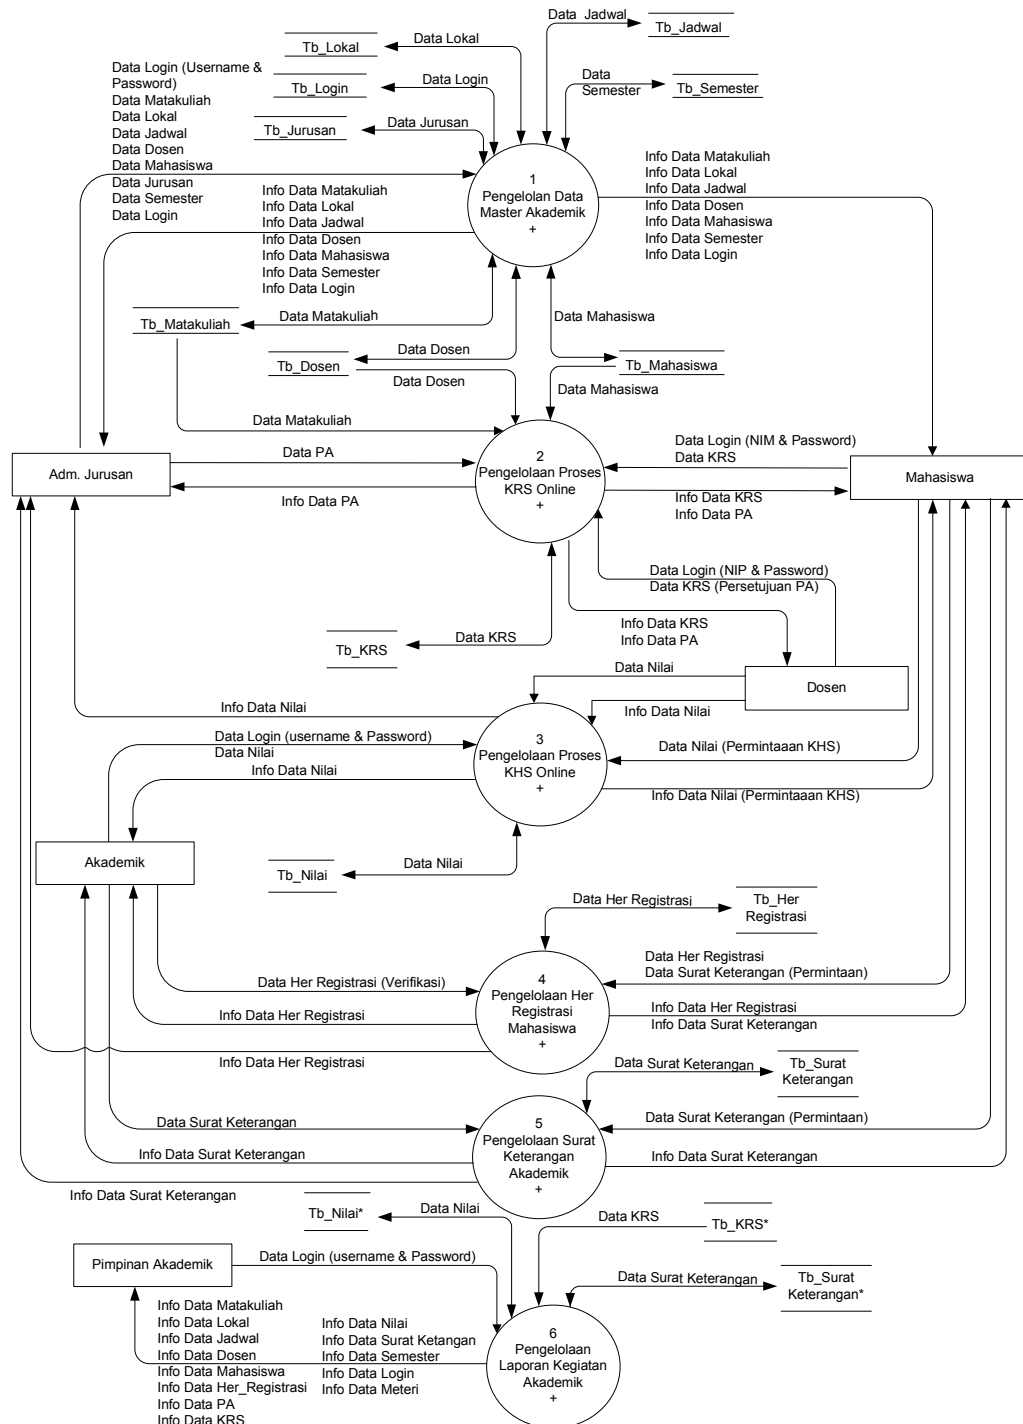 Data Jadwal
Tb_Jadwal
Data Lokal
Tb_Lokal
Data Login (Username &
Password)
Data Matakuliah
Data Lokal
Data Jadwal
Data Dosen
Data Mahasiswa
Data Jurusan
Data Semester
Data Login
Data Login
Tb_Login
Data
Semester
Tb_Semester
Data Jurusan
Tb_Jurusan
1
Pengelolan Data
Master Akademik
+
Info Data Matakuliah
Info Data Lokal
Info Data Jadwal
Info Data Dosen
Info Data Mahasiswa
Info Data Semester
Info Data Login
Info Data Matakuliah
Info Data Lokal
Info Data Jadwal
Info Data Dosen
Info Data Mahasiswa
Info Data Semester
Info Data Login
Tb_Matakuliah
Data Matakuliah
Data Mahasiswa
Tb_Dosen
Data Dosen
Data Dosen
Tb_Mahasiswa
Data Mahasiswa
Data Matakuliah
Adm. Jurusan
Data PA
Info Data PA
2
Pengelolaan Proses
KRS Online
+
Data Login (NIM & Password)
Data KRS
Info Data KRS
Info Data PA
Mahasiswa
Data Login (NIP & Password)
Data KRS (Persetujuan PA)
Info Data KRS
Info Data PA
Tb_KRS
Data KRS
Data Nilai
Dosen
Info Data Nilai
Info Data Nilai
Data Login (username & Password)
Data Nilai
Info Data Nilai
3
Pengelolaan Proses
KHS Online
+
Data Nilai (Permintaaan KHS)
Info Data Nilai (Permintaaan KHS)
Akademik
Tb_Nilai
Data Nilai
Data Her Registrasi
Tb_Her
Registrasi
Data Her Registrasi
Data Surat Keterangan (Permintaan)
Data Her Registrasi (Verifikasi)
4
Pengelolaan Her
Registrasi
Mahasiswa
+
Info Data Her Registrasi
Info Data Surat Keterangan
Info Data Her Registrasi
Info Data Her Registrasi
Data Surat Keterangan
Tb_Surat
Keterangan
Data Surat Keterangan
5
Pengelolaan Surat
Keterangan
Akademik
+
Data Surat Keterangan (Permintaan)
Info Data Surat Keterangan
Info Data Surat Keterangan
Info Data Surat Keterangan
Tb_Nilai*
Data Nilai
Data KRS
Tb_KRS*
Pimpinan Akademik
Data Login (username & Password)
Data Surat Keterangan
Tb_Surat
Keterangan*
Info Data Matakuliah
Info Data Lokal
Info Data Jadwal
Info Data Dosen
Info Data Mahasiswa
Info Data Her_Registrasi
Info Data PA
Info Data KRS
Info Data Nilai
Info Data Surat Ketangan
Info Data Semester
Info Data Login
Info Data Meteri
6
Pengelolaan
Laporan Kegiatan
Akademik
+